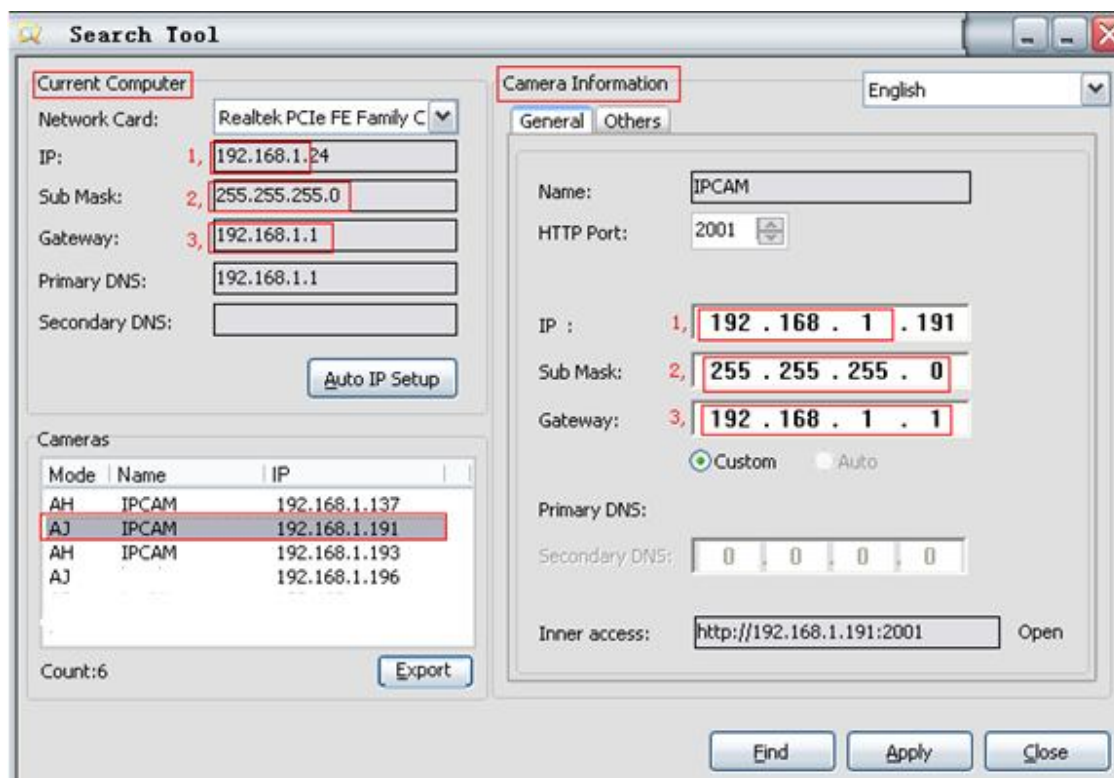 Search Tool
Current Computer
Network Card: Realtek PCIe FE Family C
IP: 1, 192.168.1.24
Sub Mask: 2, 255.255.255.0
Gateway: 3, 192.168.1.1
Primary DNS: 192.168.1.1
Secondary DNS:
Auto IP Setup
Cameras
Mode Name IP
AH IPCAM 192.168.1.137
AJ IPCAM 192.168.1.191
AH IPCAM 192.168.1.193
AJ 192.168.1.196
Count:6
Export
Camera Information
English
General Others
Name: IPCAM
HTTP Port: 2001
IP : 1, 192 . 168 . 1 . 191
Sub Mask: 2, 255 . 255 . 255 . 0
Gateway: 3, 192 . 168 . 1 . 1
Custom Auto
Primary DNS:
Secondary DNS: 0 . 0 . 0 . 0
Inner access: http://192.168.1.191:2001 Open
Find Apply Close